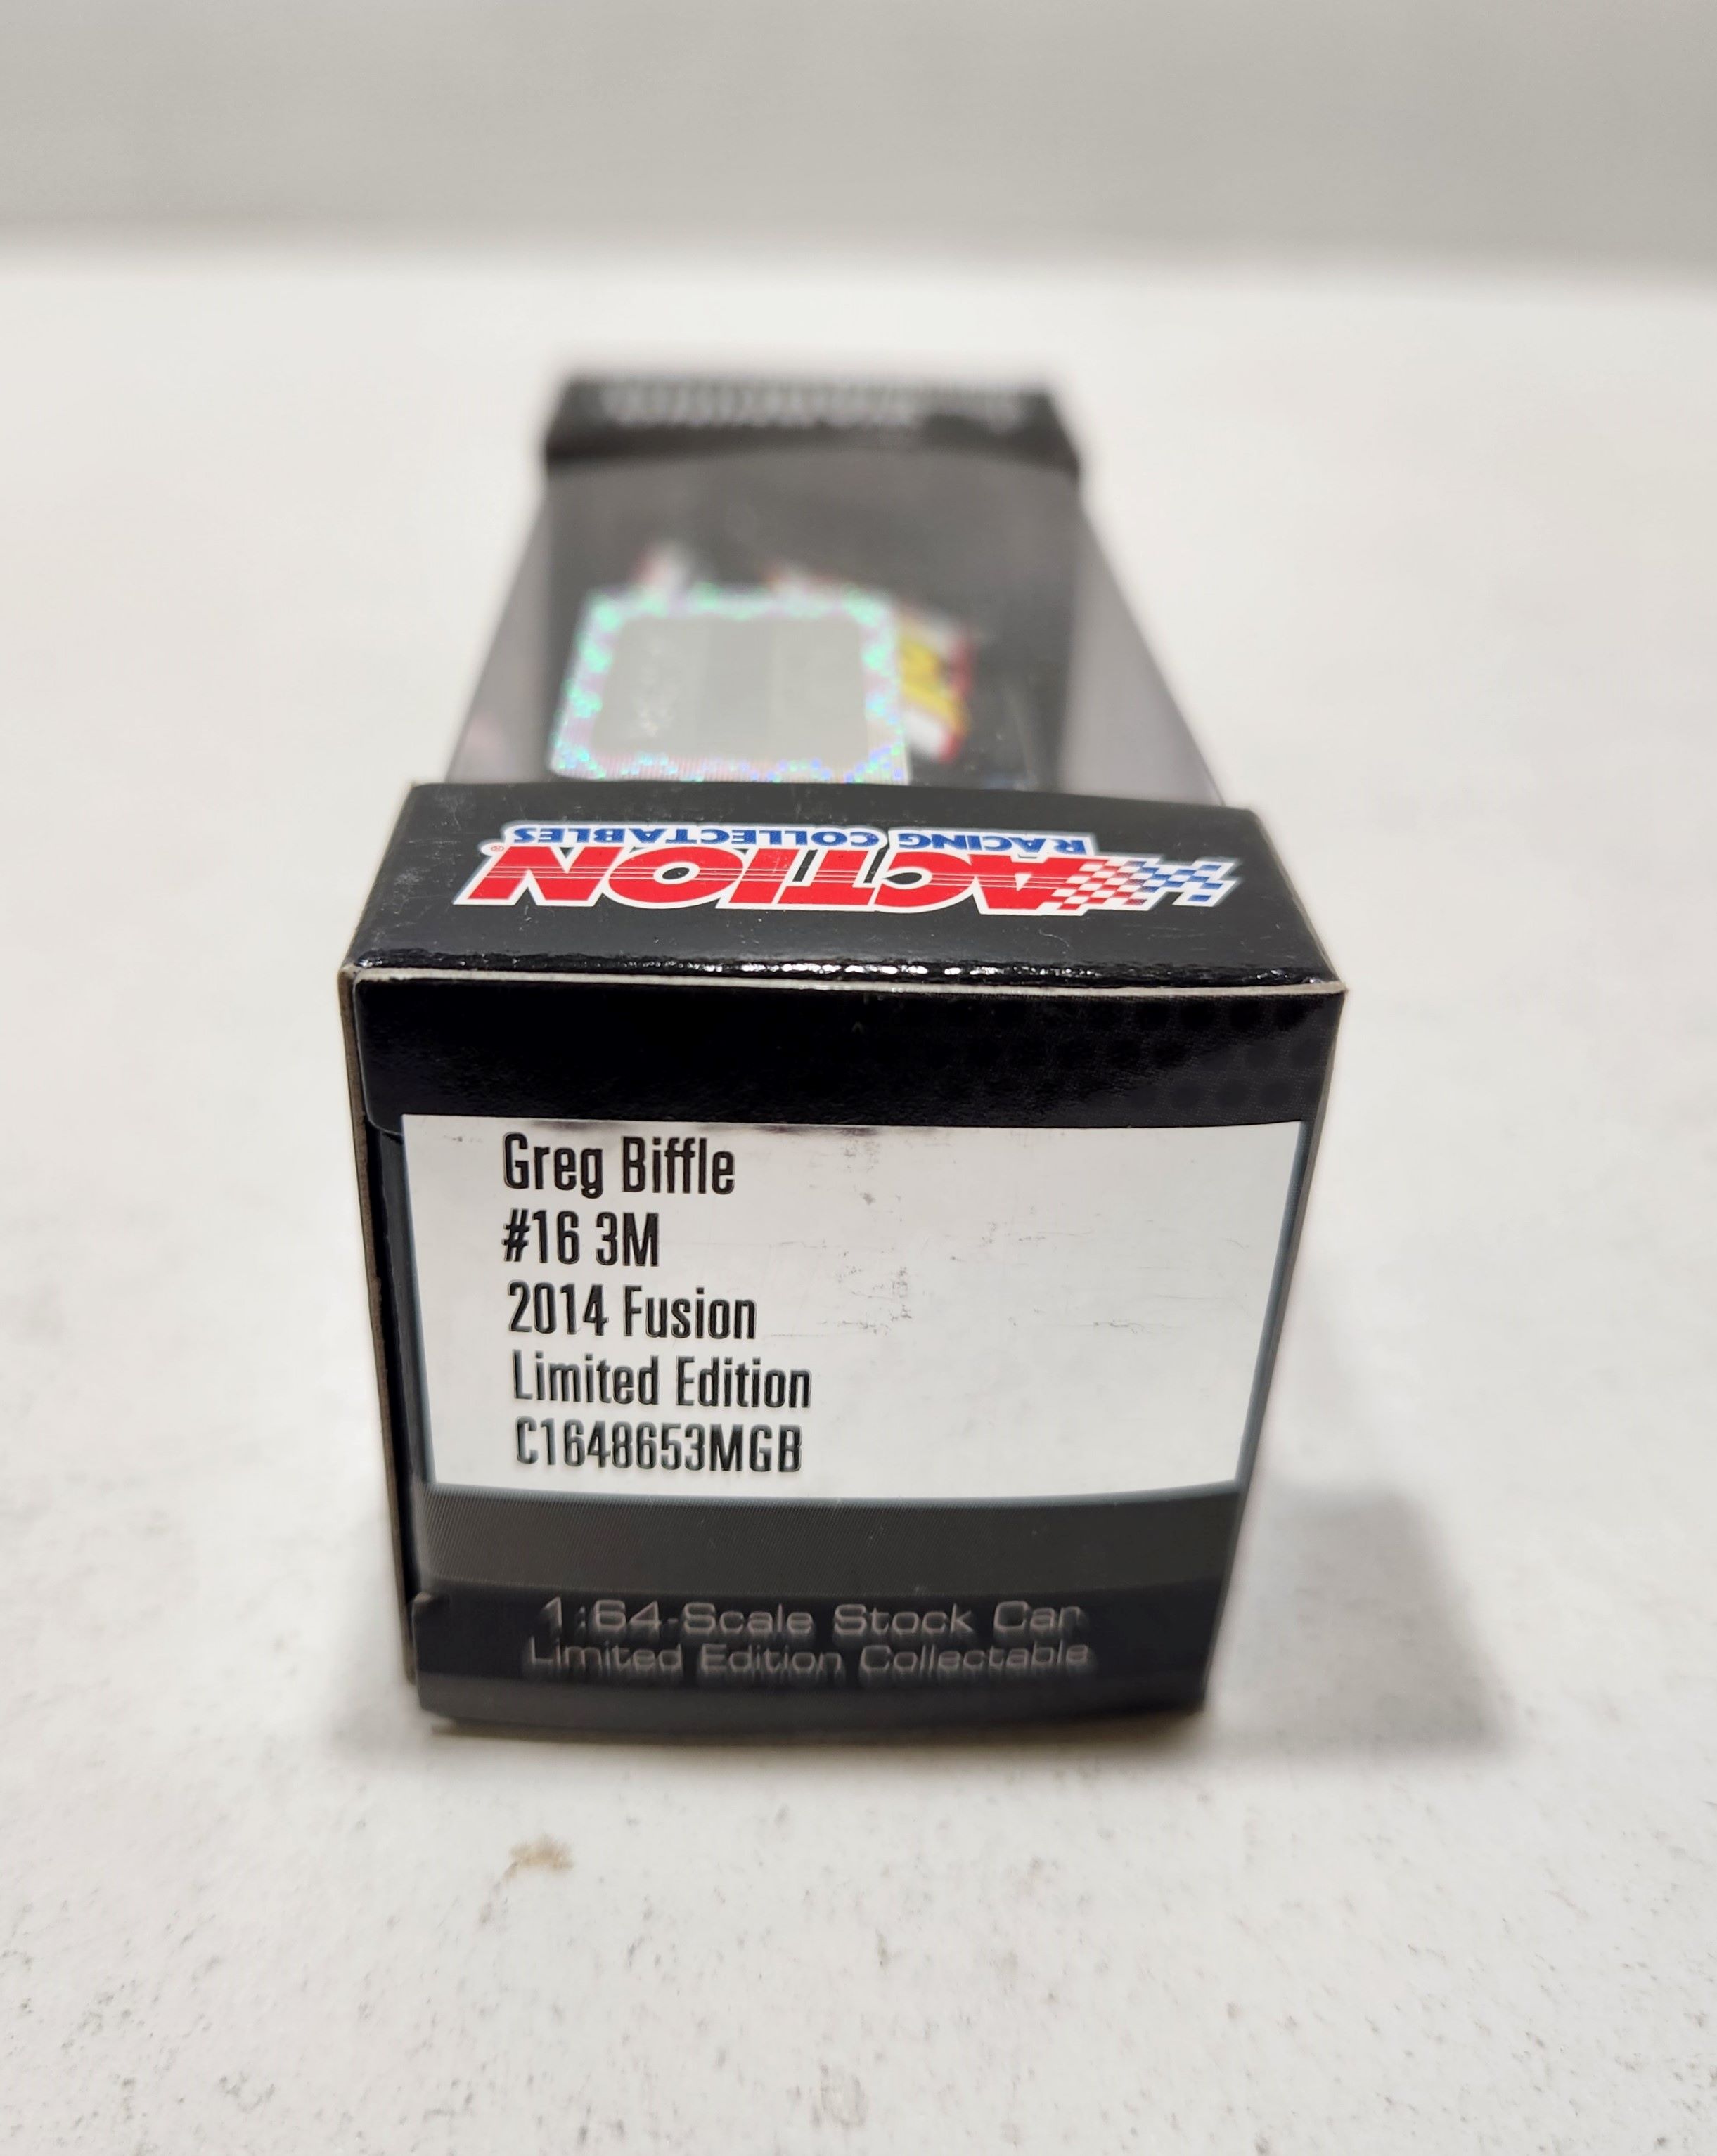 ACTION®
RACING COLLECTABLES
Greg Biffle
#16 3M
2014 Fusion
Limited Edition
C1648653MGB
1:64-Scale Stock Car
Limited Edition Collectable